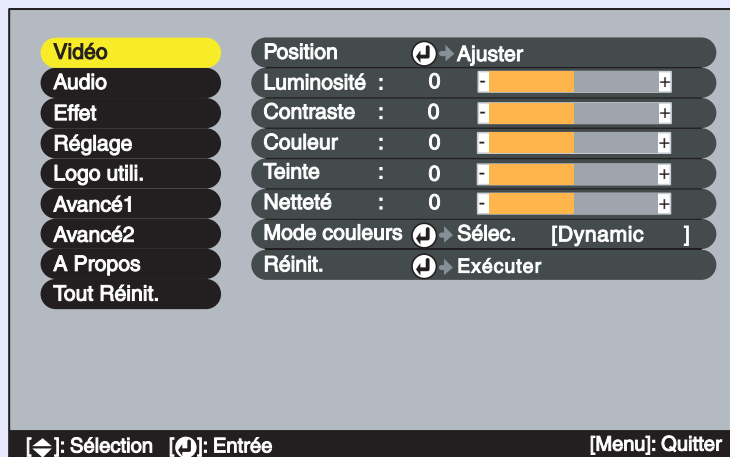 Vidéo
Audio
Effet
Réglage
Logo utili.
Avancé1
Avancé2
A Propos
Tout Réinit.
Position Ajuster
Luminosité : 0 - +
Contraste : 0 - +
Couleur : 0 - +
Teinte : 0 - +
Netteté : 0 - +
Mode couleurs Sélec. [Dynamic ]
Réinit. Exécuter
[ ]: Sélection [ ]: Entrée [Menu]: Quitter